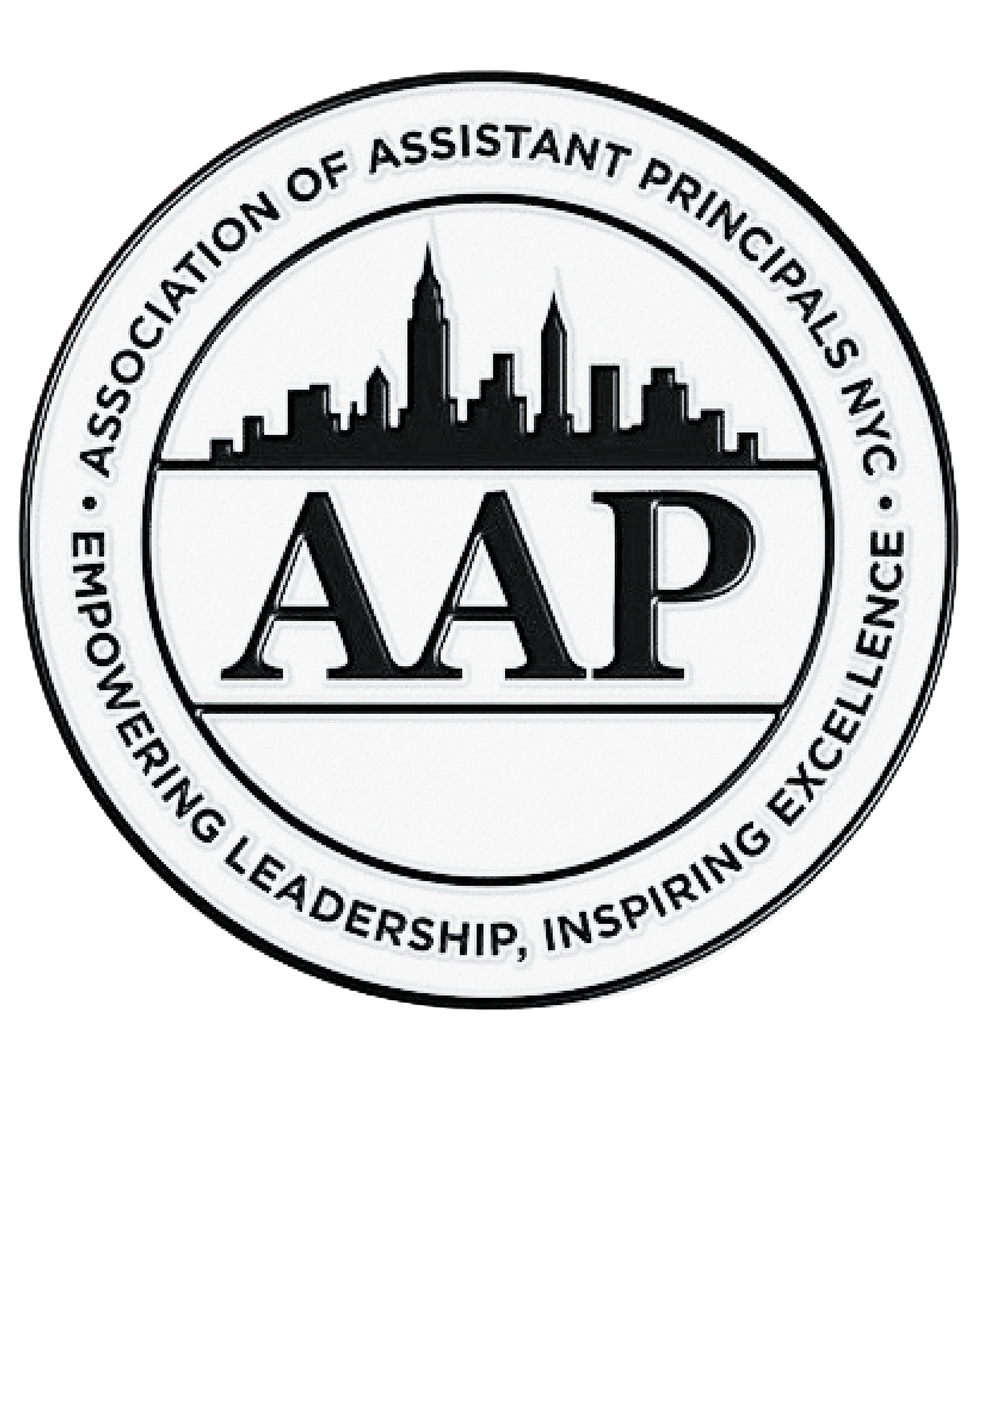 ASSOCIATION OF ASSISTANT PRINCIPALS NYC
AAP
• EMPOWERING LEADERSHIP, INSPIRING EXCELLENCE •